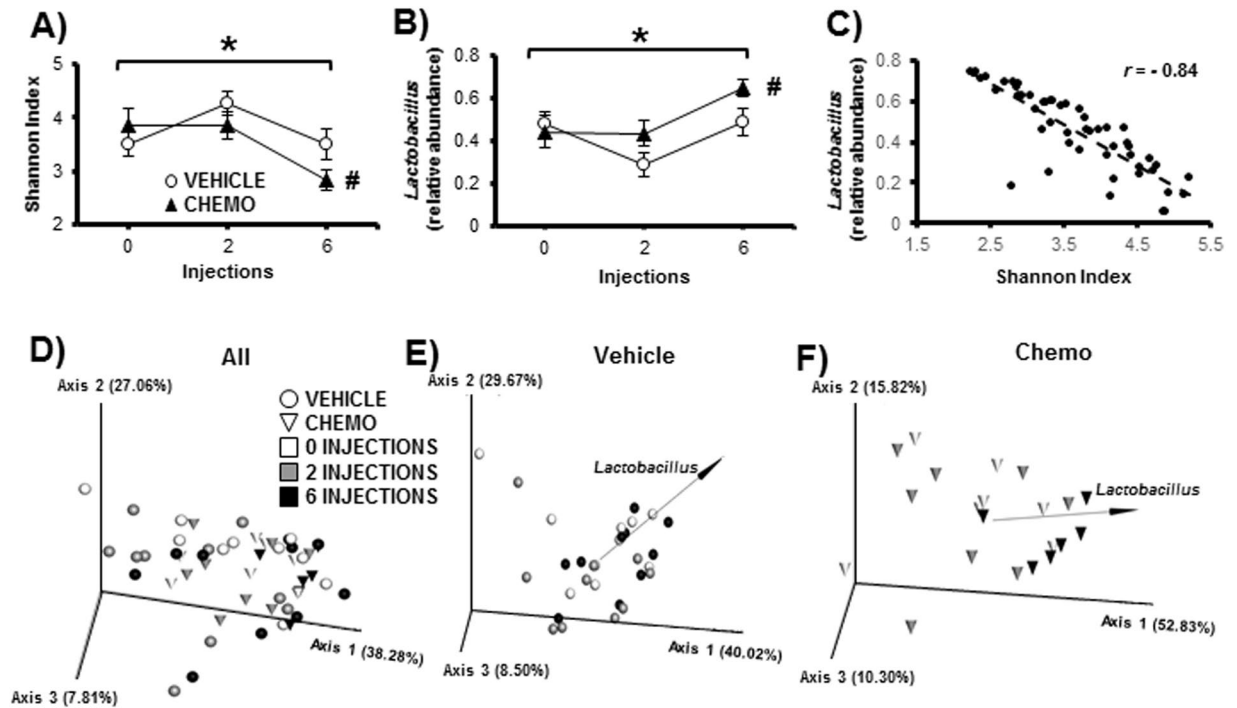 A)
*
Shannon Index
5
4
3
2
#
VEHICLE
CHEMO
0 2 6
Injections
B)
*
Lactobacillus
(relative abundance)
0.8
0.6
0.4
0.2
0
#
0 2 6
Injections
C)
r = - 0.84
Lactobacillus
(relative abundance)
0.8
0.6
0.4
0.2
0
1.5 2.5 3.5 4.5 5.5
Shannon Index
D)
All
Axis 2 (27.06%)
VEHICLE
CHEMO
0 INJECTIONS
2 INJECTIONS
6 INJECTIONS
Axis 1 (38.28%)
Axis 3 (7.81%)
E)
Vehicle
Axis 2 (29.67%)
Lactobacillus
Axis 1 (40.02%)
Axis 3 (8.50%)
F)
Chemo
Axis 2 (15.82%)
Lactobacillus
Axis 1 (52.83%)
Axis 3 (10.30%)